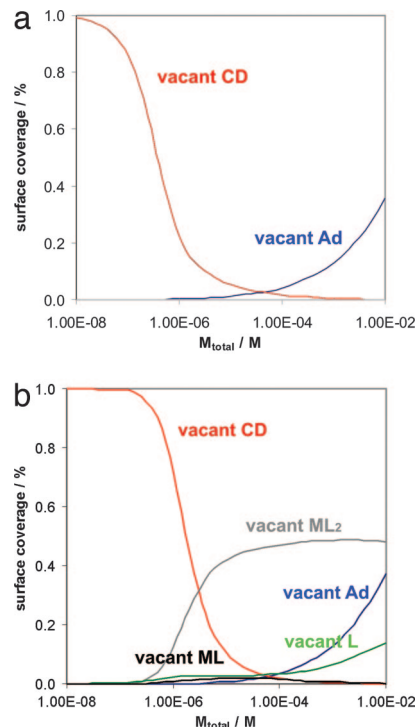 a
1.0
vacant CD
0.8
surface coverage / %
0.6
0.4
vacant Ad
0.2
0.0
1.00E-08 1.00E-06 1.00E-04 1.00E-02
Mtotal / M
b
1.0
vacant CD
0.8
surface coverage / %
0.6
vacant ML2
0.4
vacant Ad
0.2
vacant L
vacant ML
0.0
1.00E-08 1.00E-06 1.00E-04 1.00E-02
Mtotal / M